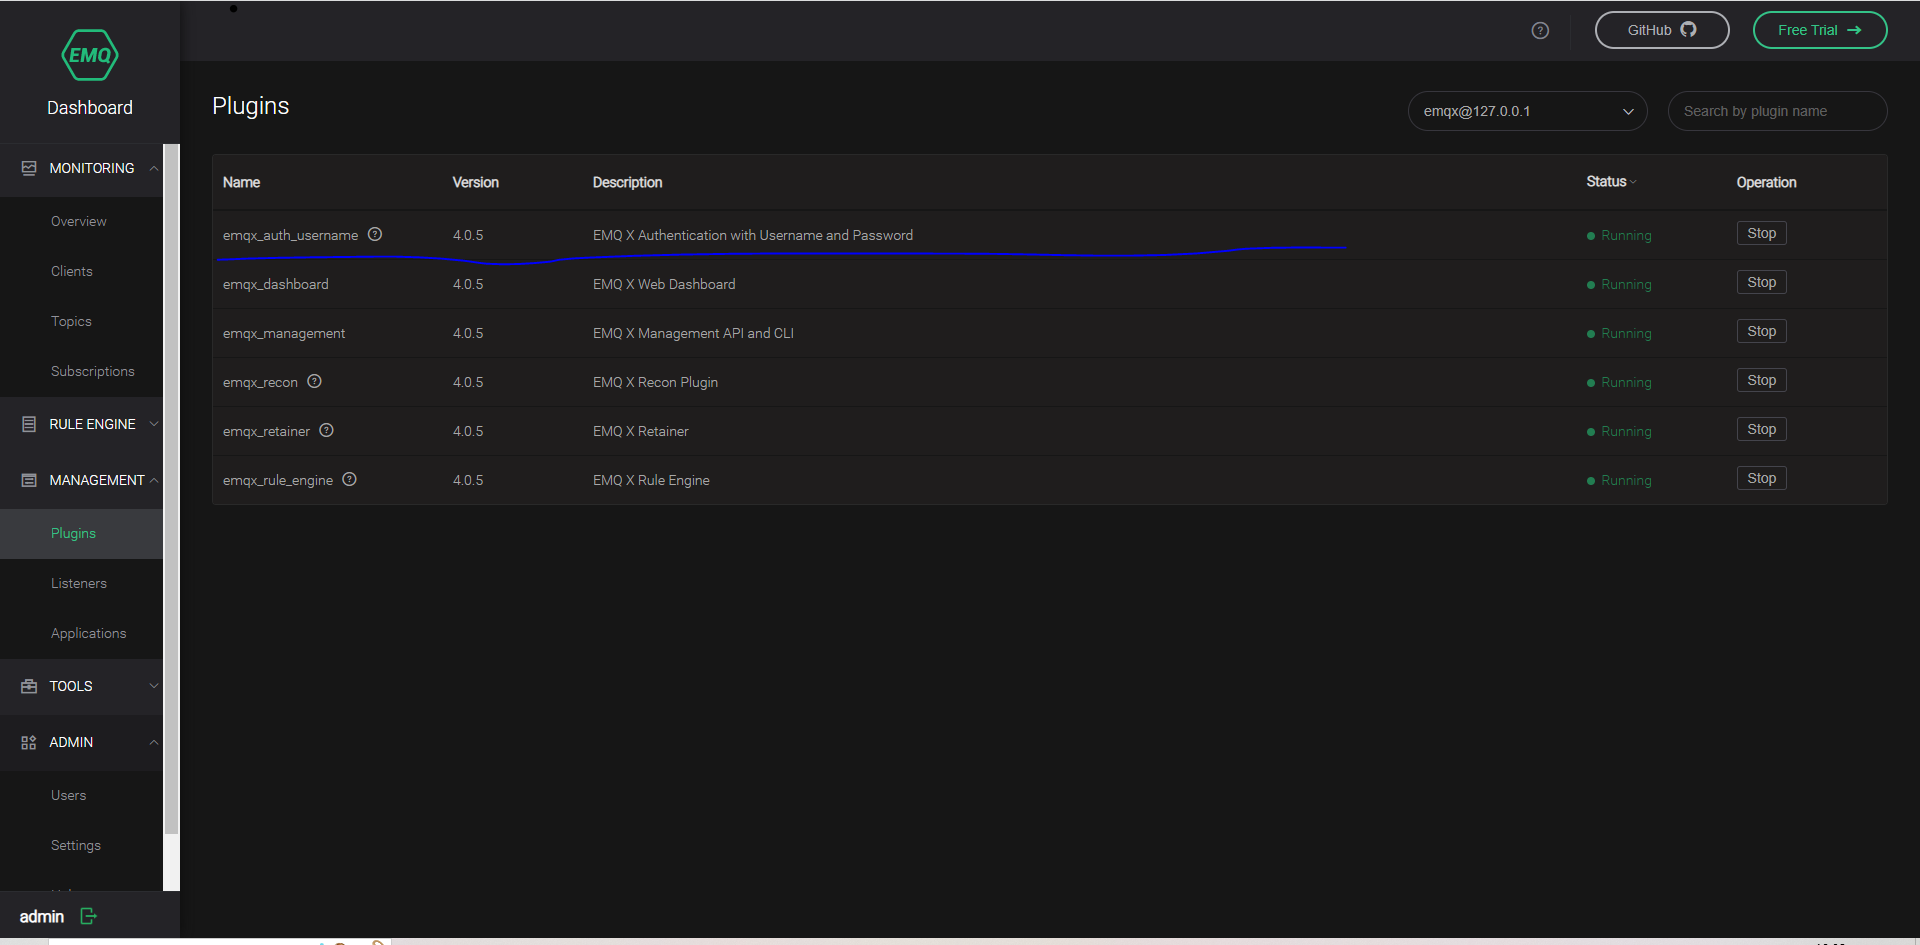 EMQ
Dashboard
GitHub
Free Trial
Plugins
emqx@127.0.0.1
Search by plugin name
MONITORING
Overview
Clients
Topics
Subscriptions
RULE ENGINE
MANAGEMENT
Plugins
Listeners
Applications
TOOLS
ADMIN
Users
Settings
admin
Name Version Description Status Operation
emqx_auth_username 4.0.5 EMQ X Authentication with Username and Password Running Stop
emqx_dashboard 4.0.5 EMQ X Web Dashboard Running Stop
emqx_management 4.0.5 EMQ X Management API and CLI Running Stop
emqx_recon 4.0.5 EMQ X Recon Plugin Running Stop
emqx_retainer 4.0.5 EMQ X Retainer Running Stop
emqx_rule_engine 4.0.5 EMQ X Rule Engine Running Stop